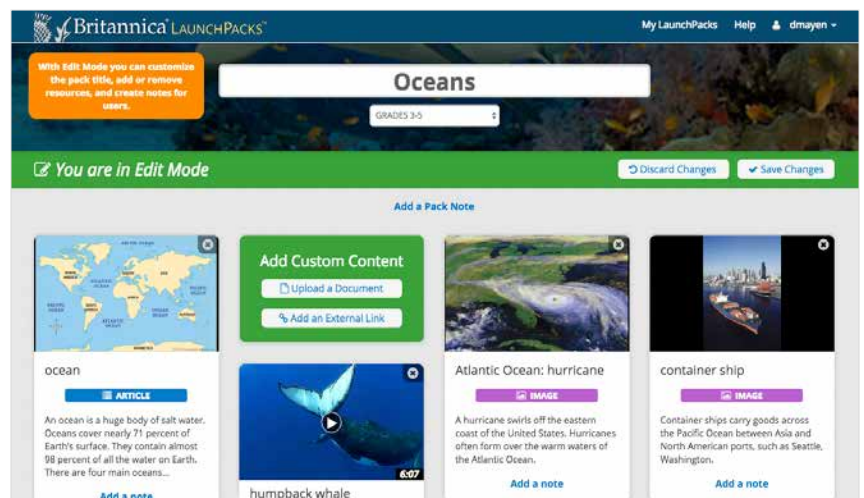 Britannica LAUNCHPACKS™
My LaunchPacks Help dmayen
With Edit Mode you can customize
the pack title, add or remove
resources, and create notes for
users.
Oceans
GRADES 3-5
You are in Edit Mode
Discard Changes
Save Changes
Add a Pack Note
ocean
ARTICLE
An ocean is a huge body of salt water.
Oceans cover nearly 71 percent of
Earth's surface. They contain almost
98 percent of all the water on Earth.
There are four main oceans...
Add a note
Add Custom Content
Upload a Document
Add an External Link
6:07
humpback whale
Atlantic Ocean: hurricane
IMAGE
A hurricane swirls off the eastern
coast of the United States. Hurricanes
often form over the warm waters of
the Atlantic Ocean.
Add a note
container ship
IMAGE
Container ships carry goods across
the Pacific Ocean between Asia and
North American ports, such as Seattle,
Washington.
Add a note